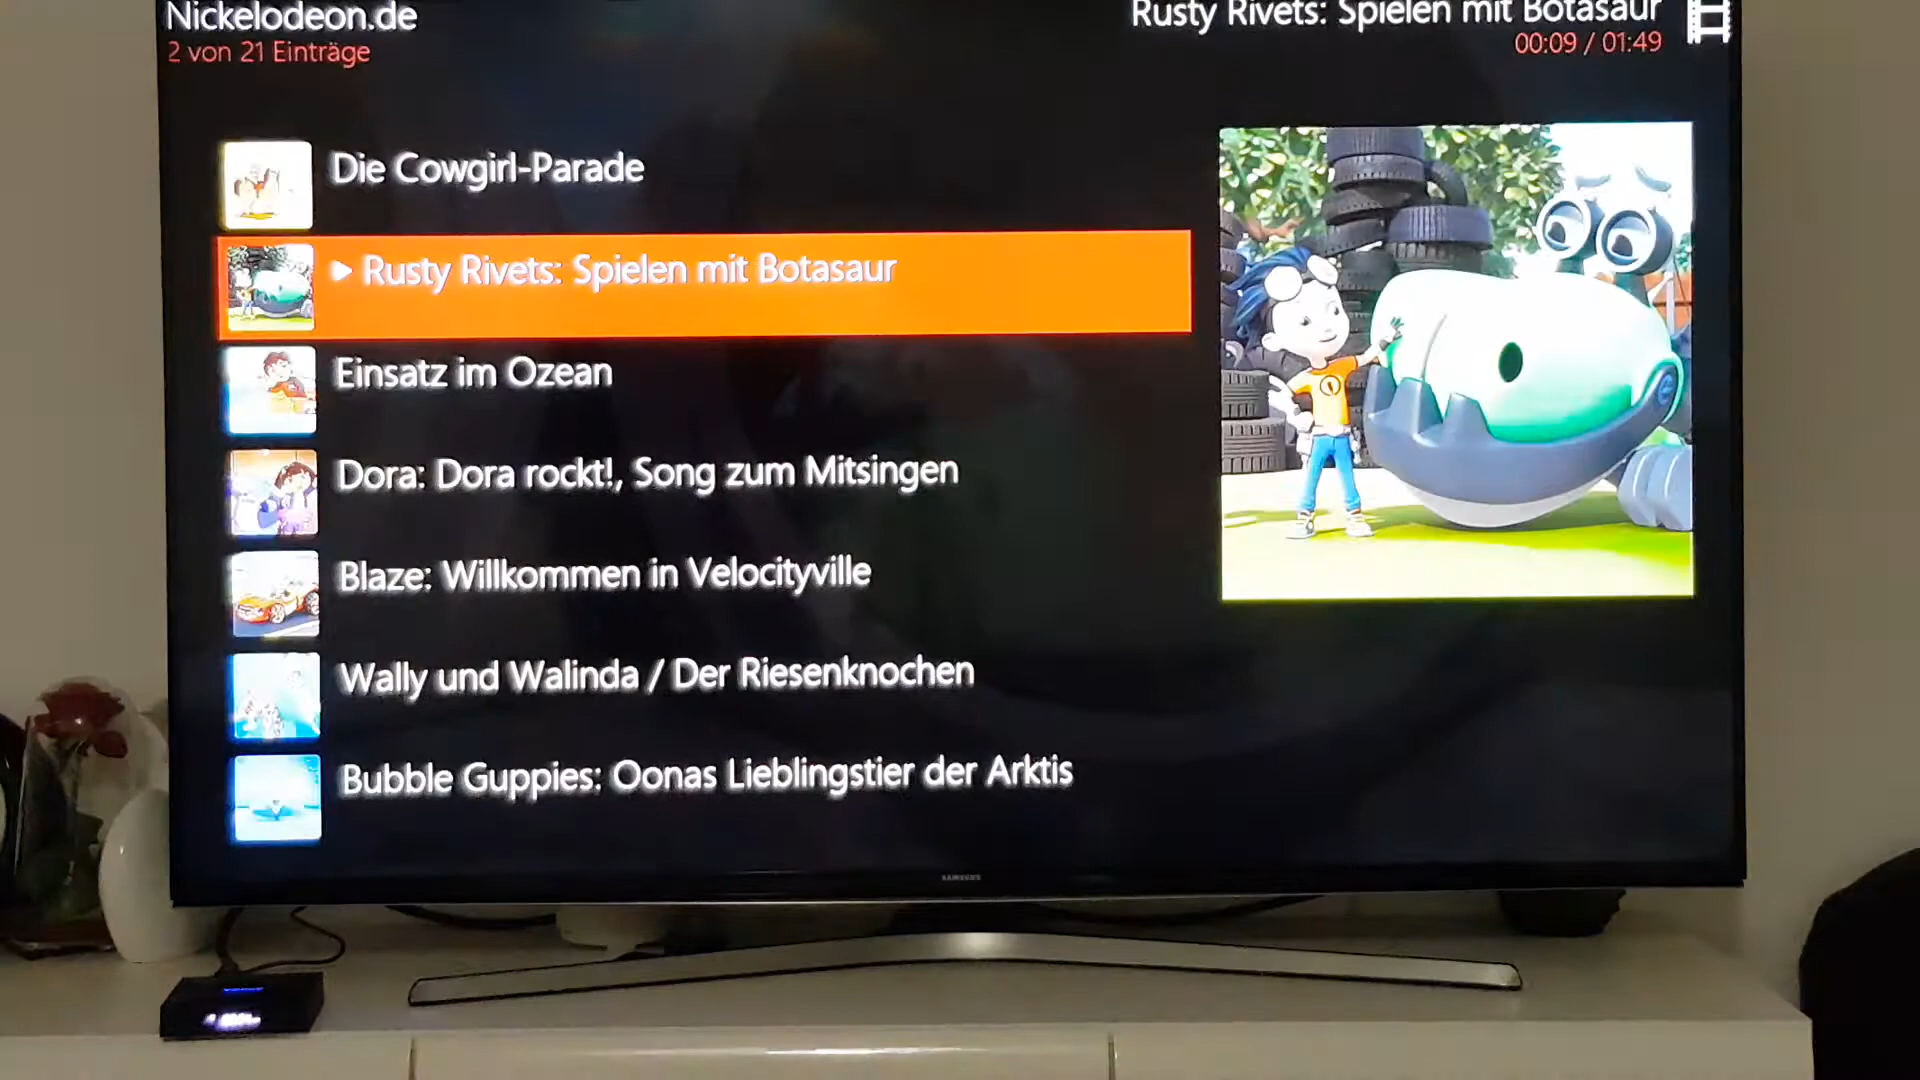 Nickelodeon.de
2 von 21 Einträge
Rusty Rivets: Spielen mit Botasaur
00:09 / 01:49
Die Cowgirl-Parade
Rusty Rivets: Spielen mit Botasaur
Einsatz im Ozean
Dora: Dora rockt!, Song zum Mitsingen
Blaze: Willkommen in Velocityville
Wally und Walinda / Der Riesenknochen
Bubble Guppies: Oonas Lieblingstier der Arktis
SAMSUNG